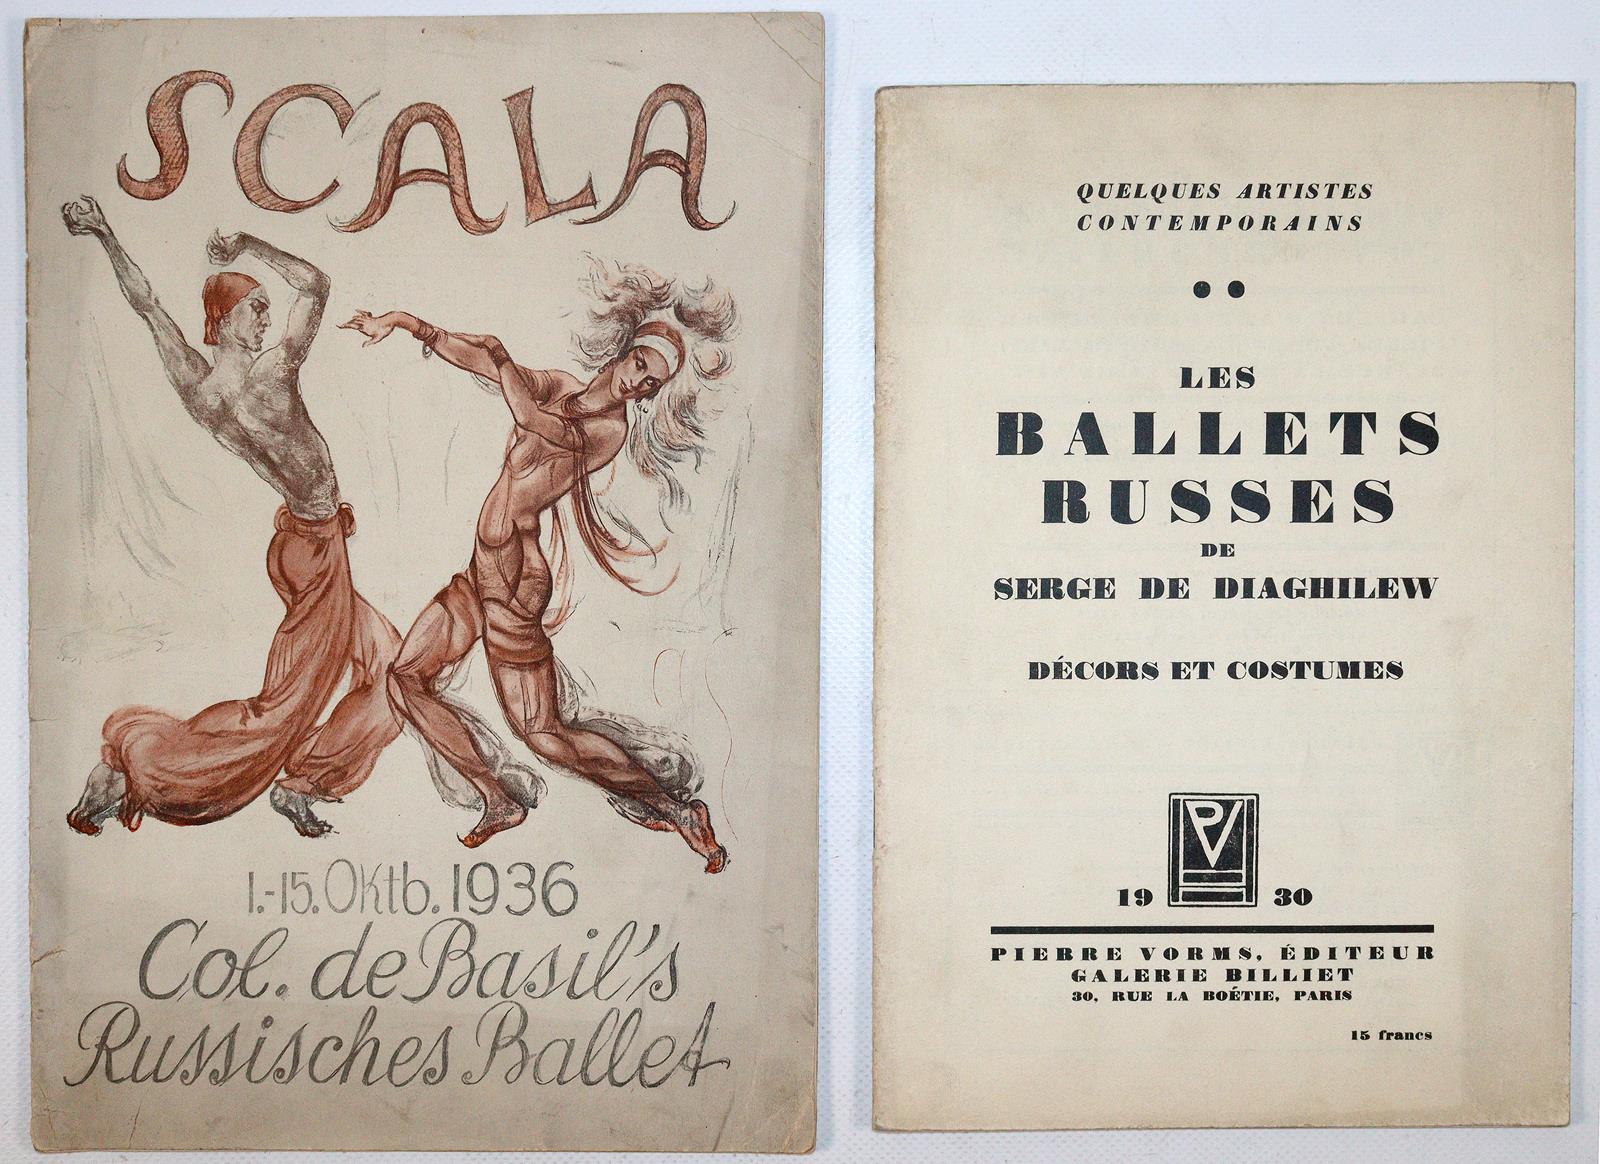 SCALA
1.-15. Oktb. 1936
Col. de Basil's
Russisches Ballet
QUELQUES ARTISTES
CONTEMPORAINS
LES
BALLETS
RUSSES
DE
SERGE DE DIAGHILEW
DÉCORS ET COSTUMES
PV
19 30
PIERRE VORMS, ÉDITEUR
GALERIE BILLIET
30, RUE LA BOÉTIE, PARIS
15 francs